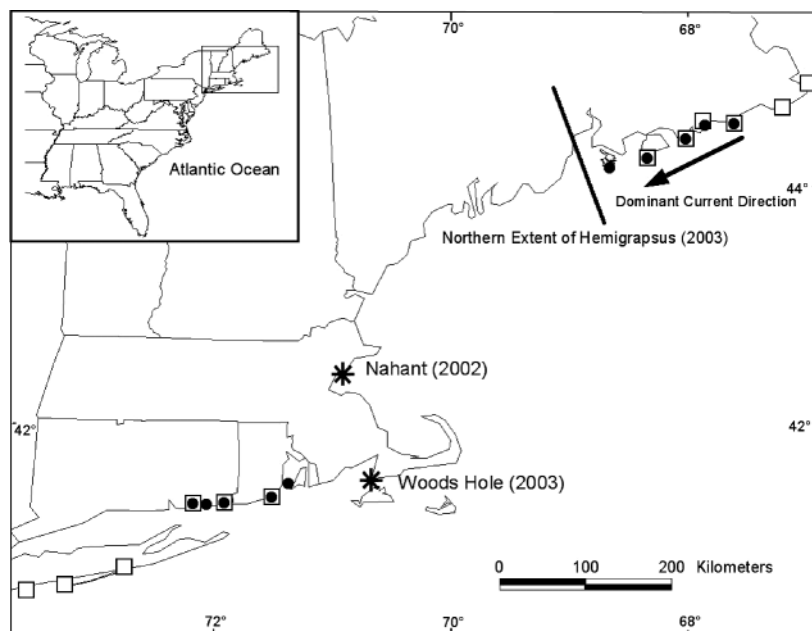 70°
68°
Atlantic Ocean
44°
Dominant Current Direction
Northern Extent of Hemigrapsus (2003)
Nahant (2002)
42°
42°
Woods Hole (2003)
0 100 200 Kilometers
72°
70°
68°